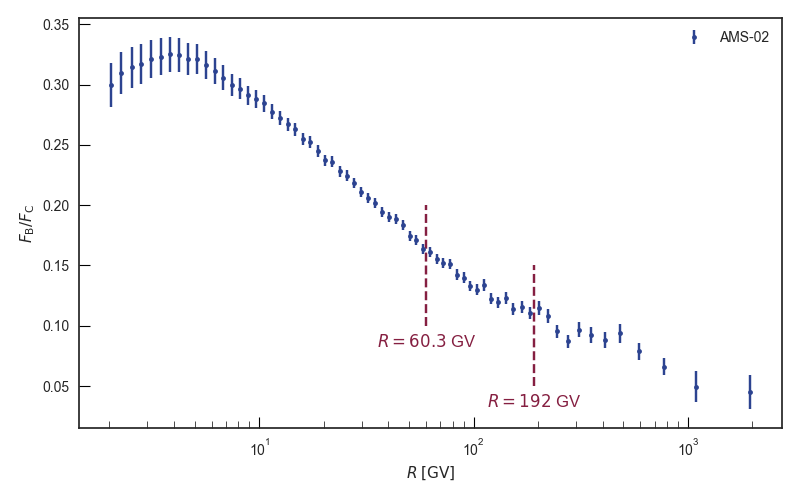 0.35
0.30
0.25
0.20
0.15
0.10
0.05
F_B/F_C
AMS-02
R = 60.3 GV
R = 192 GV
10^1
10^2
10^3
R [GV]